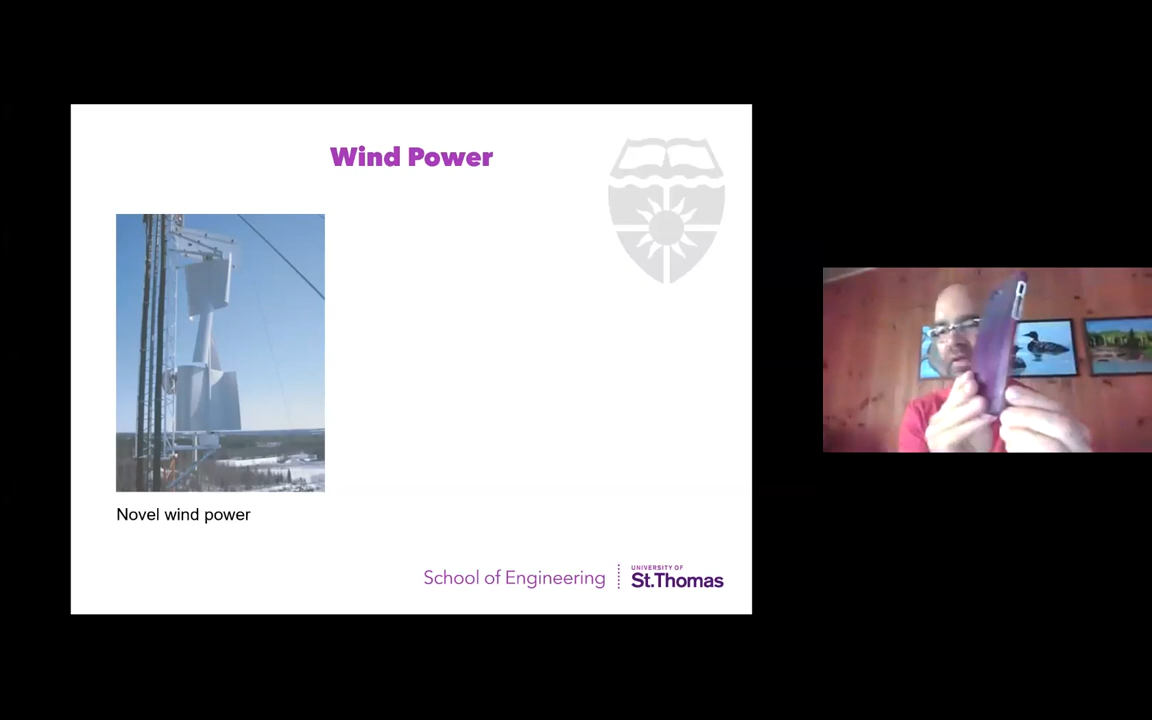 Wind Power
Novel wind power
School of Engineering
UNIVERSITY OF
St.Thomas